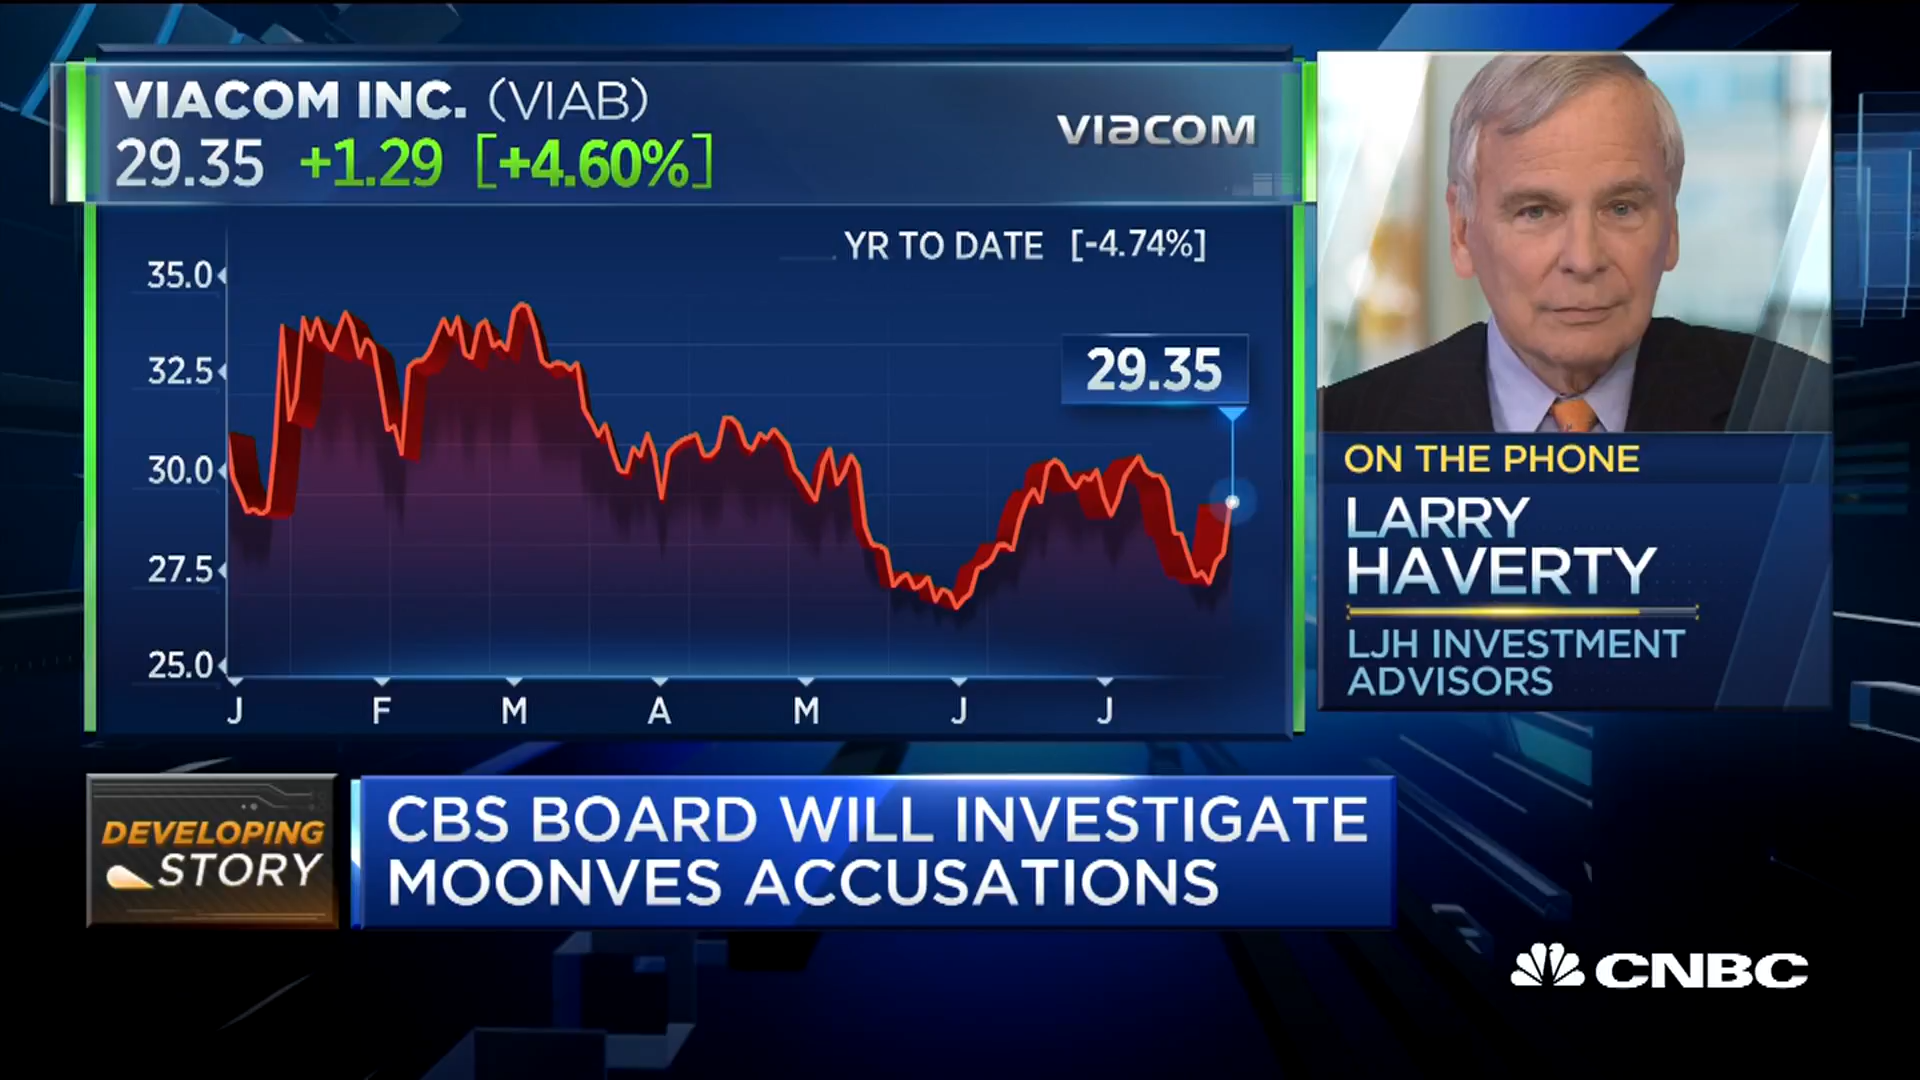 VIACOM INC. (VIAB)
29.35 +1.29 [+4.60%]
VIACOM
YR TO DATE [-4.74%]
35.0
32.5
30.0
27.5
25.0
29.35
J F M A M J J
ON THE PHONE
LARRY
HAVERTY
LJH INVESTMENT
ADVISORS
DEVELOPING
STORY
CBS BOARD WILL INVESTIGATE
MOONVES ACCUSATIONS
CNBC